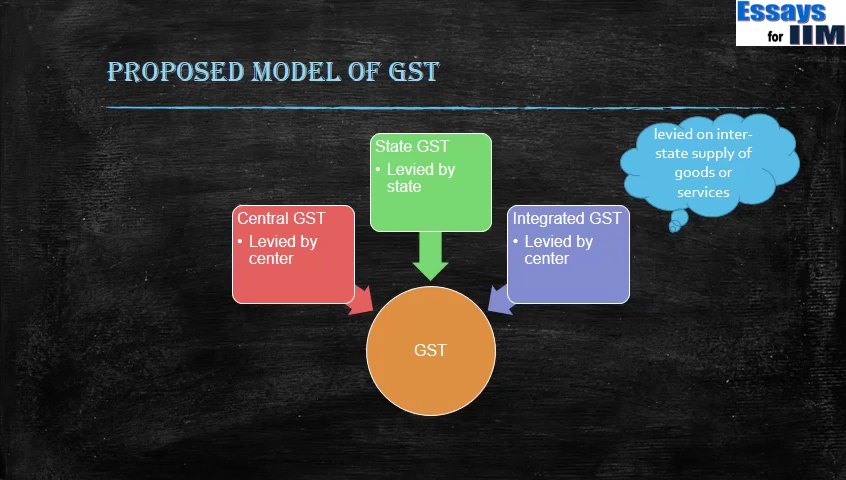 Essays
for IIM
PROPOSED MODEL OF GST
levied on inter-
state supply of
goods or
services
State GST
• Levied by
state
Central GST
• Levied by
center
Integrated GST
• Levied by
center
GST